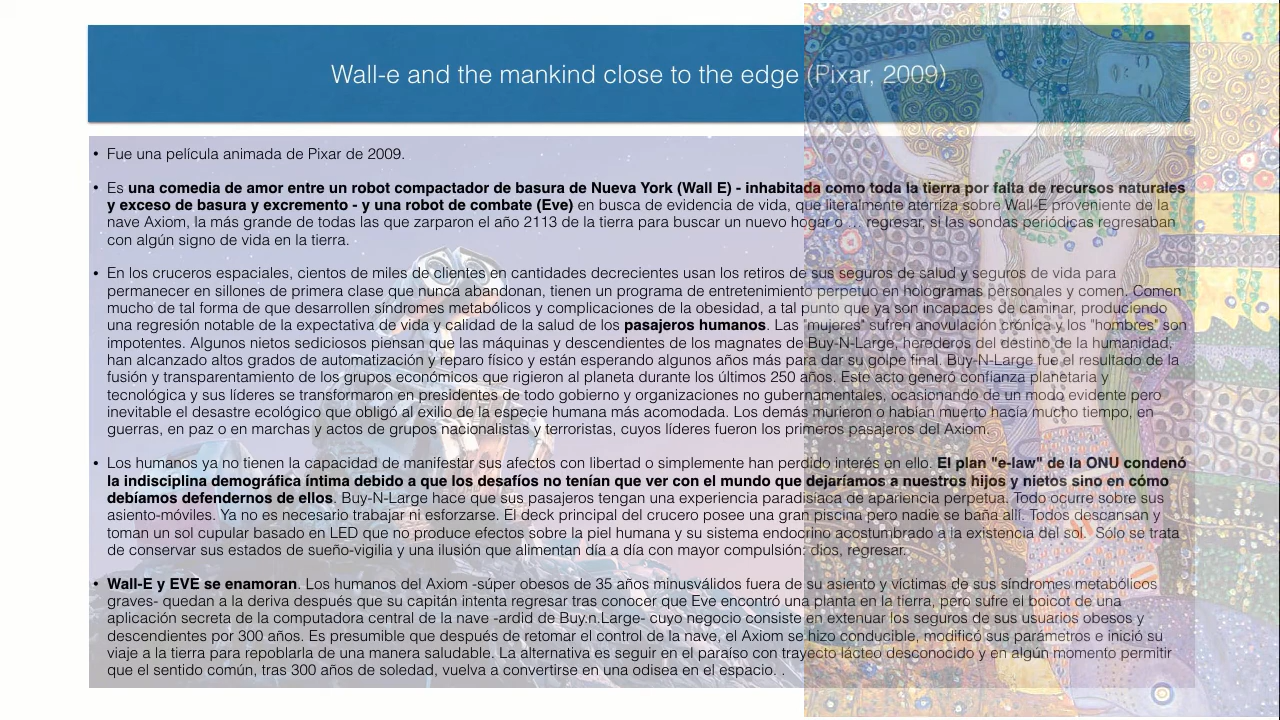 Wall-e and the mankind close to the edge (Pixar, 2009)
• Fue una película animada de Pixar de 2009.
• Es una comedia de amor entre un robot compactador de basura de Nueva York (Wall E) - inhabitada como toda la tierra por falta de recursos naturales
y exceso de basura y excremento - y una robot de combate (Eve) en busca de evidencia de vida, que literalmente aterriza sobre Wall-E proveniente de la
nave Axiom, la más grande de todas las que zarparon el año 2113 de la tierra para buscar un nuevo hogar o … regresar, si las sondas periódicas regresaban
con algún signo de vida en la tierra.
• En los cruceros espaciales, cientos de miles de clientes en cantidades decrecientes usan los retiros de sus seguros de salud y seguros de vida para
permanecer en sillones de primera clase que nunca abandonan, tienen un programa de entretenimiento perpetuo en hologramas personales y comen. Comen
mucho de tal forma de que desarrollen síndromes metabólicos y complicaciones de la obesidad, a tal punto que ya son incapaces de caminar, produciendo
una regresión notable de la expectativa de vida y calidad de la salud de los pasajeros humanos. Las "mujeres" sufren anovulación crónica y los "hombres" son
impotentes. Algunos nietos sediciosos piensan que las máquinas y descendientes de los magnates de Buy-N-Large, herederos del destino de la humanidad,
han alcanzado altos grados de automatización y reparo físico y están esperando algunos años más para dar su golpe final. Buy-N-Large fue el resultado de la
fusión y transparentamiento de los grupos económicos que rigieron al planeta durante los últimos 250 años. Este acto generó confianza planetaria y
tecnológica y sus líderes se transformaron en presidentes de todo gobierno y organizaciones no gubernamentales, ocasionando de un modo evidente pero
inevitable el desastre ecológico que obligó al exilio de la especie humana más acomodada. Los demás murieron o habían muerto hacía mucho tiempo, en
guerras, en paz o en marchas y actos de grupos nacionalistas y terroristas, cuyos líderes fueron los primeros pasajeros del Axiom.
• Los humanos ya no tienen la capacidad de manifestar sus afectos con libertad o simplemente han perdido interés en ello. El plan "e-law" de la ONU condenó
la indisciplina demográfica íntima debido a que los desafíos no tenían que ver con el mundo que dejaríamos a nuestros hijos y nietos sino en cómo
debíamos defendernos de ellos. Buy-N-Large hace que sus pasajeros tengan una experiencia paradisíaca de apariencia perpetua. Todo ocurre sobre sus
asiento-móviles. Ya no es necesario trabajar ni esforzarse. El deck principal del crucero posee una gran piscina pero nadie se baña allí. Todos descansan y
toman un sol cupular basado en LED que no produce efectos sobre la piel humana y su sistema endocrino acostumbrado a la existencia del sol. Sólo se trata
de conservar sus estados de sueño-vigilia y una ilusión que alimentan día a día con mayor compulsión: dios, regresar.
• Wall-E y EVE se enamoran. Los humanos del Axiom -súper obesos de 35 años minusválidos fuera de su asiento y víctimas de sus síndromes metabólicos
graves- quedan a la deriva después que su capitán intenta regresar tras conocer que Eve encontró una planta en la tierra, pero sufre el boicot de una
aplicación secreta de la computadora central de la nave -ardid de Buy.n.Large- cuyo negocio consiste en extenuar los seguros de sus usuarios obesos y
descendientes por 300 años. Es presumible que después de retomar el control de la nave, el Axiom se hizo conducible, modificó sus parámetros e inició su
viaje a la tierra para repoblarla de una manera saludable. La alternativa es seguir en el paraíso con trayecto lácteo desconocido y en algún momento permitir
que el sentido común, tras 300 años de soledad, vuelva a convertirse en una odisea en el espacio. .